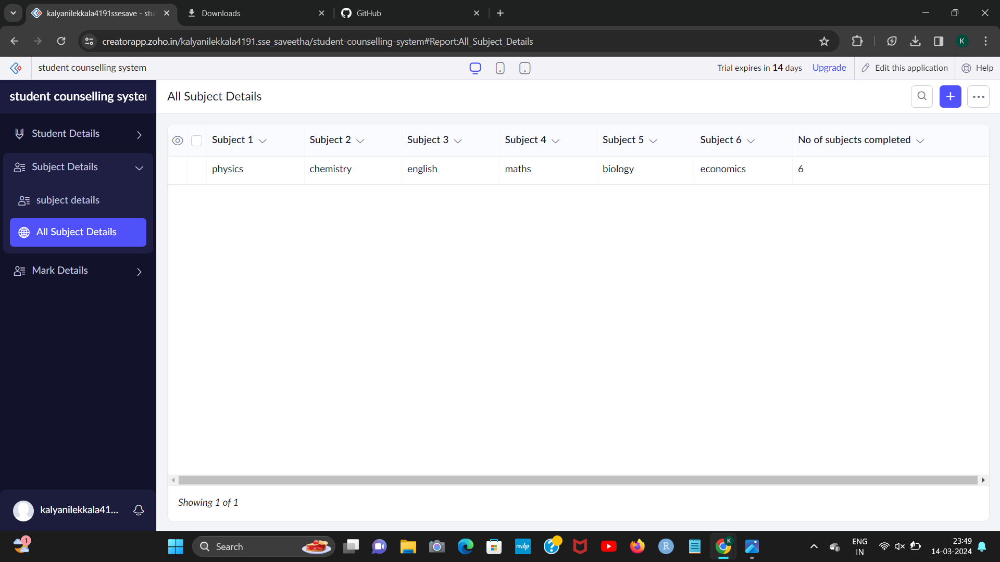 kalyanilekkala4191ssesave - stu
Downloads
GitHub
creatorapp.zoho.in/kalyanilekkala4191.sse_saveetha/student-counselling-system#Report:All_Subject_Details
K
student counselling system
Trial expires in 14 days Upgrade
Edit this application
Help
student counselling system
All Subject Details
Student Details
Subject Details
subject details
All Subject Details
Mark Details
Subject 1 Subject 2 Subject 3 Subject 4 Subject 5 Subject 6 No of subjects completed
physics chemistry english maths biology economics 6
Showing 1 of 1
kalyanilekkala41...
1
Search
myhp
?
R
K
ENG
IN
23:49
14-03-2024